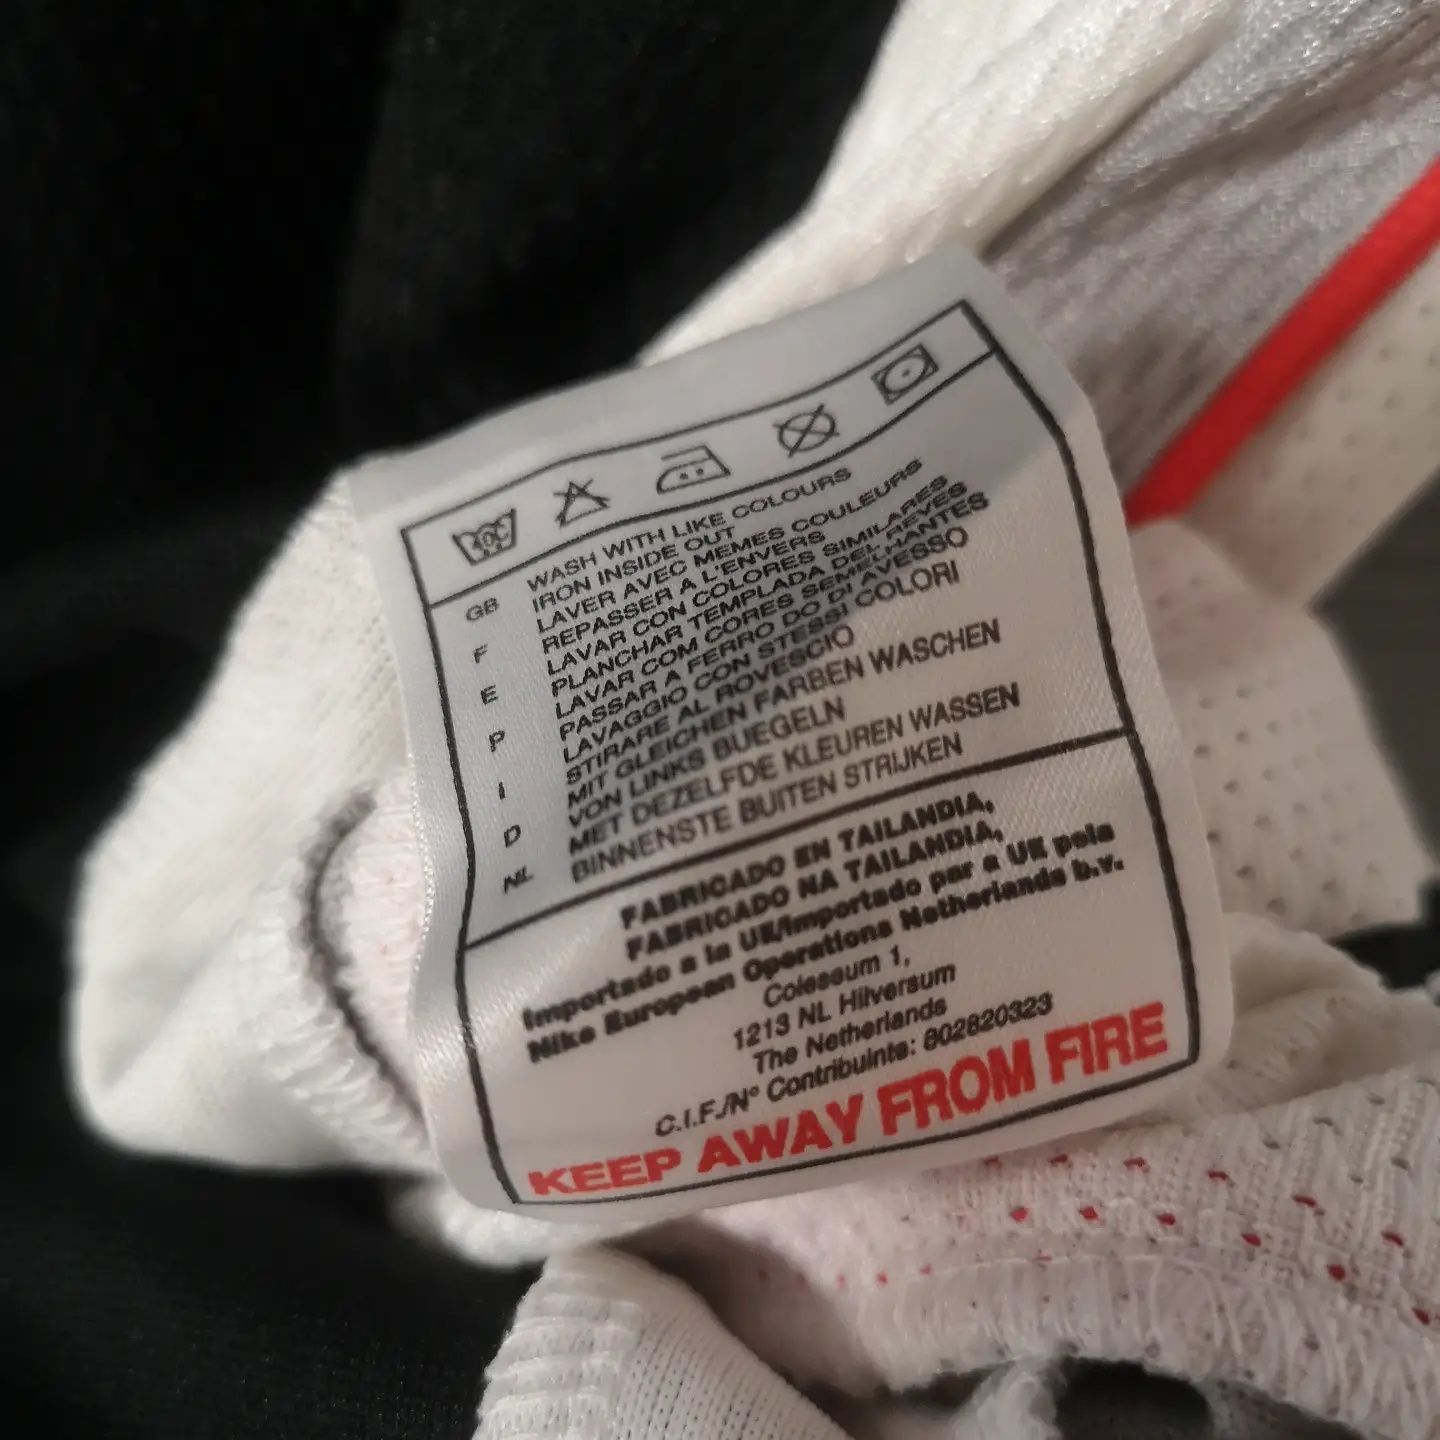 40C
GB WASH WITH LIKE COLOURS
IRON INSIDE OUT
F LAVER AVEC MEMES COULEURS
REPASSER A L'ENVERS
E LAVAR CON COLORES SIMILARES
PLANCHAR TEMPLADA DEL REVES
P LAVAR COM CORES SEMELHANTES
PASSAR A FERRO DO DI AVESSO
I LAVAGGIO CON STESSI COLORI
STIRARE AL ROVESCIO
D MIT GLEICHEN FARBEN WASCHEN
VON LINKS BUEGELN
NL MET DEZELFDE KLEUREN WASSEN
BINNENSTE BUITEN STRIJKEN
FABRICADO EN TAILANDIA,
FABRICADO NA TAILANDIA,
Importado a la UE/Importado par a UE pela
Nike European Operations Netherlands b.v.
Colosseum 1,
1213 NL Hilversum
The Netherlands
C.I.F./N° Contribuinte: 802820323
KEEP AWAY FROM FIRE